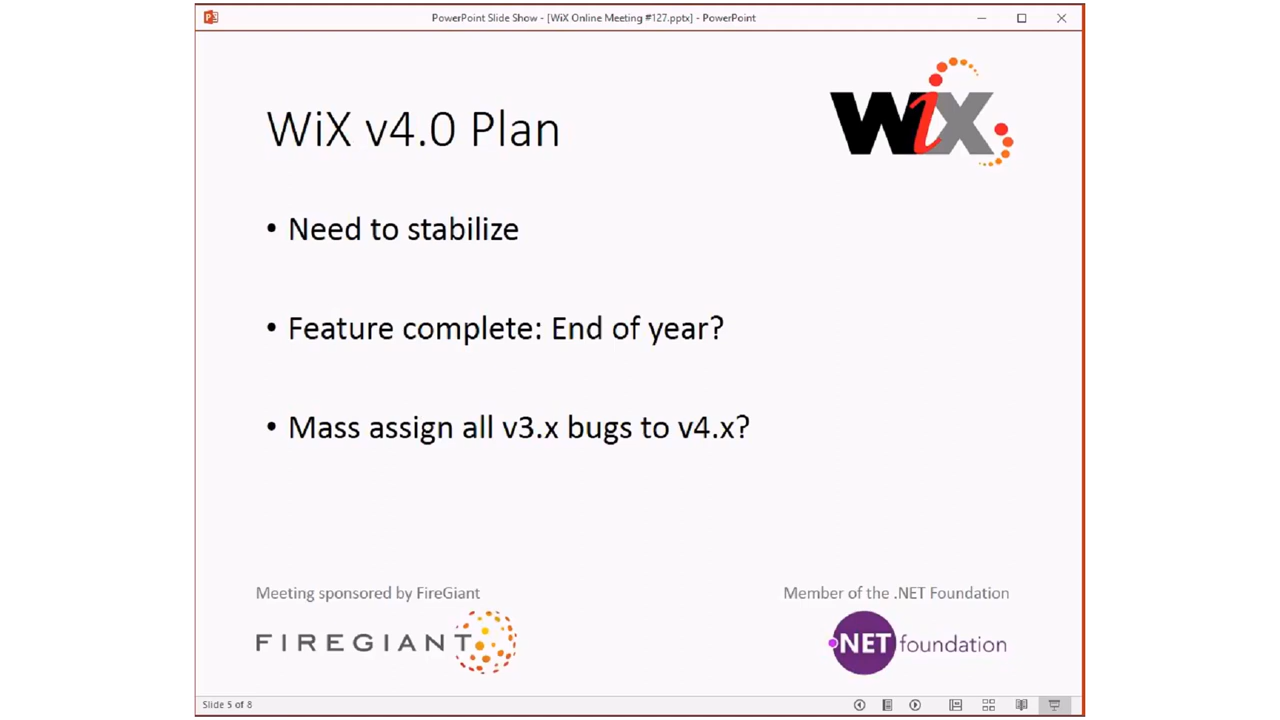 PowerPoint Slide Show - [WiX Online Meeting #127.pptx] - PowerPoint
WiX
WiX v4.0 Plan
• Need to stabilize
• Feature complete: End of year?
• Mass assign all v3.x bugs to v4.x?
Meeting sponsored by FireGiant
Member of the .NET Foundation
FIREGIANT
.NET foundation
Slide 5 of 8